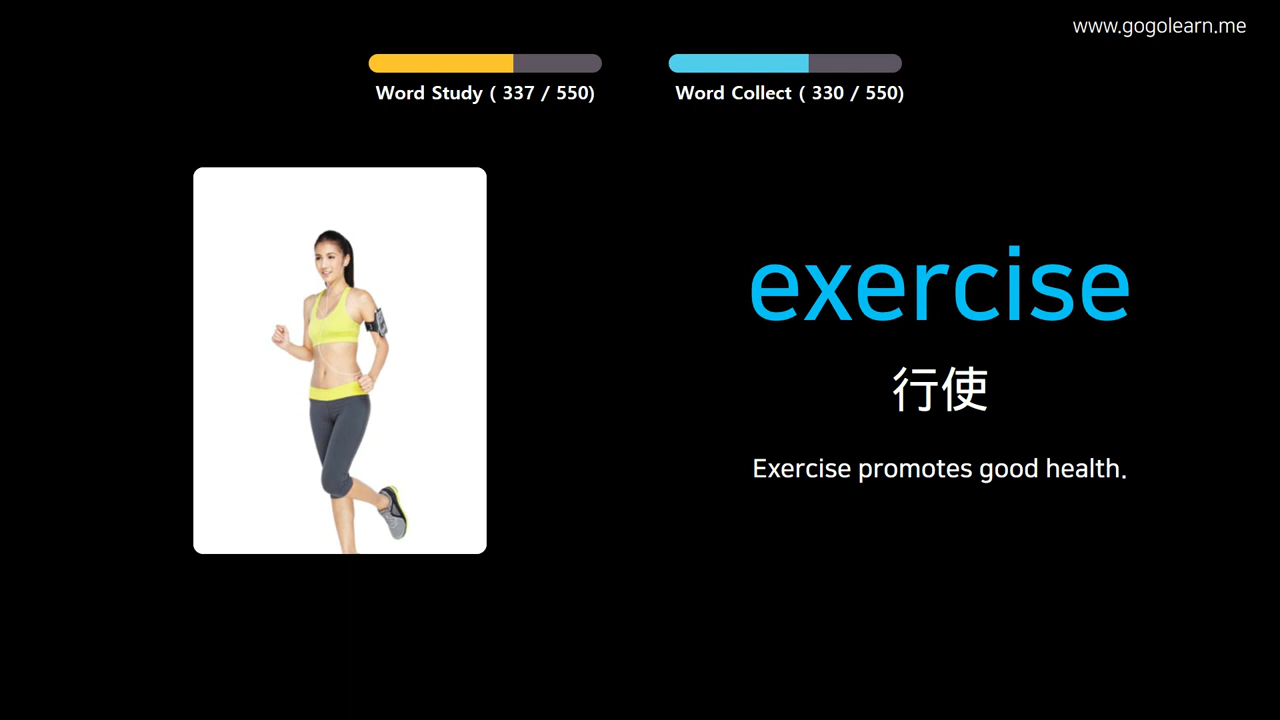 www.gogolearn.me
Word Study ( 337 / 550)
Word Collect ( 330 / 550)
exercise
行使
Exercise promotes good health.